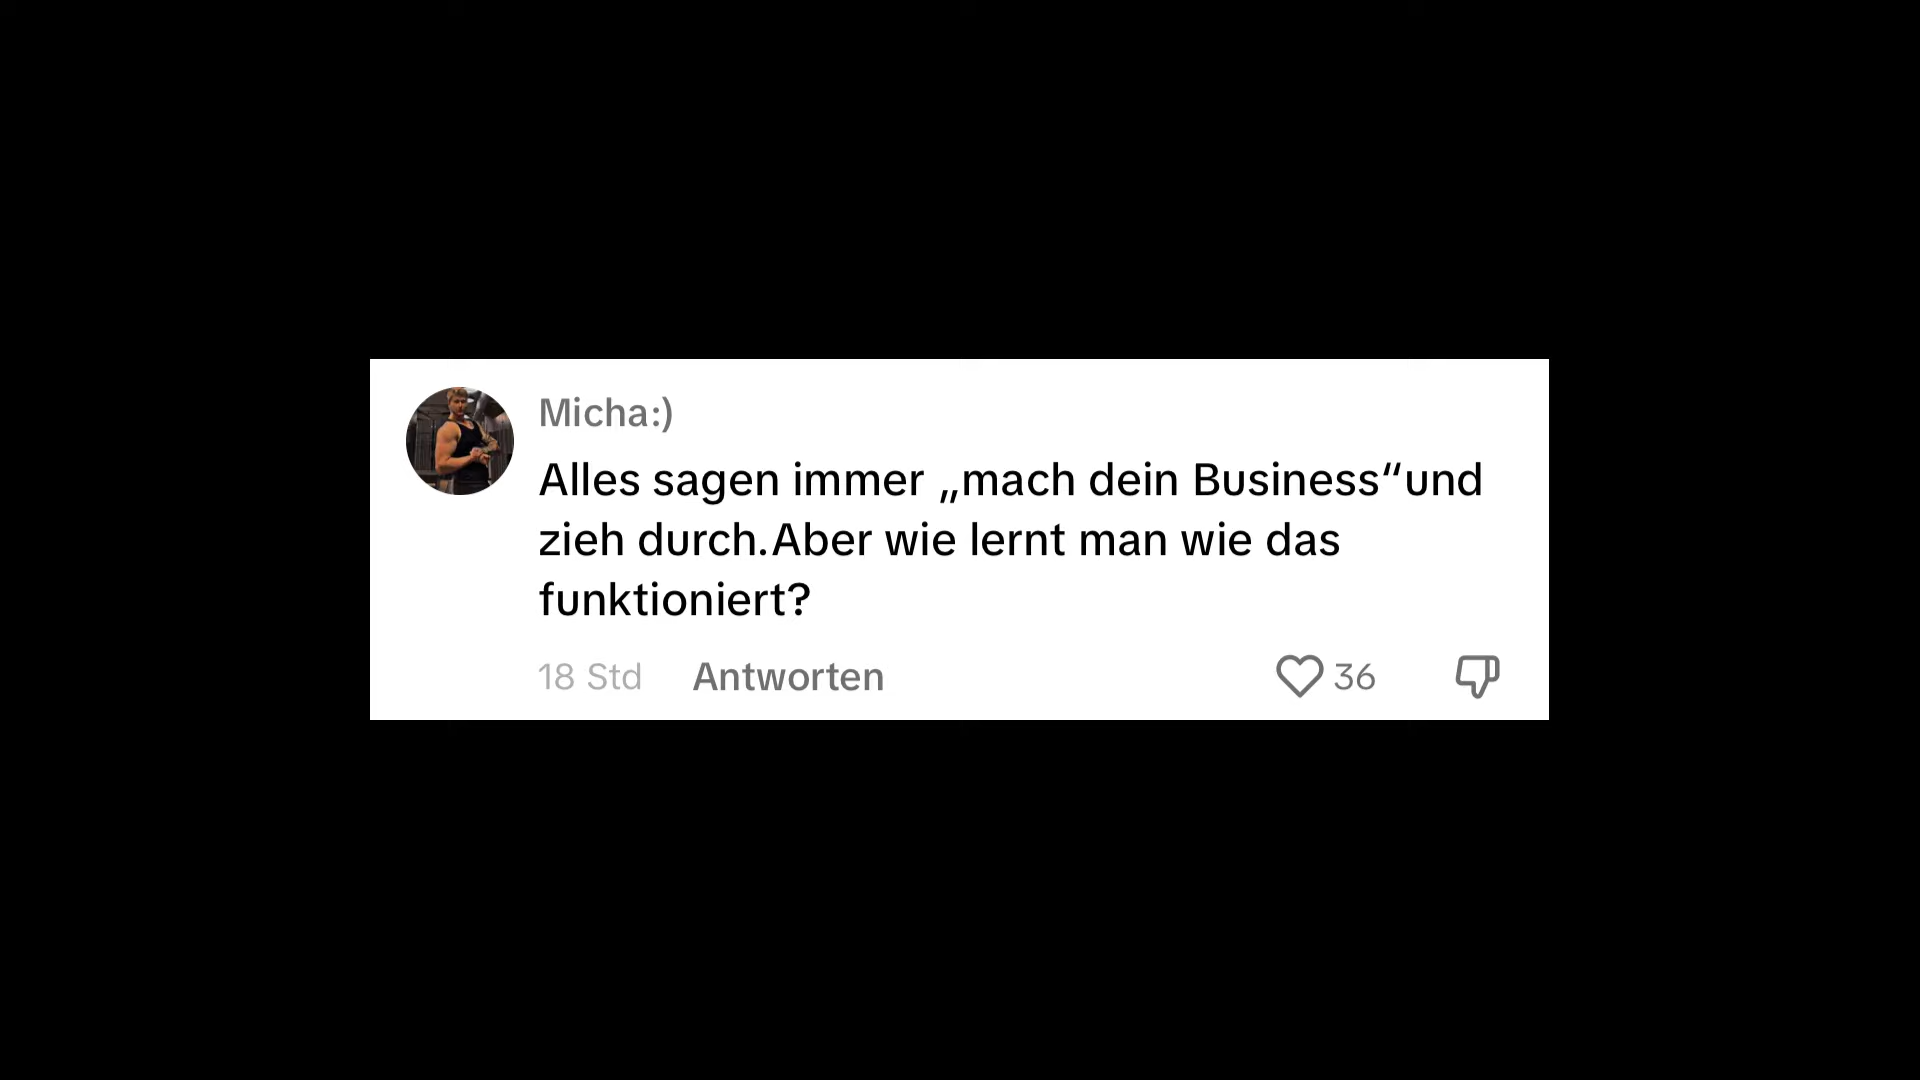 Micha:)
Alles sagen immer „mach dein Business“und
zieh durch.Aber wie lernt man wie das
funktioniert?
18 Std Antworten 36